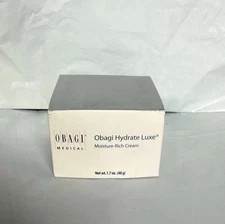 OBAGI
MEDICAL
Obagi Hydrate Luxe®
Moisture-Rich Cream
Net wt. 1.7 oz. (48 g)